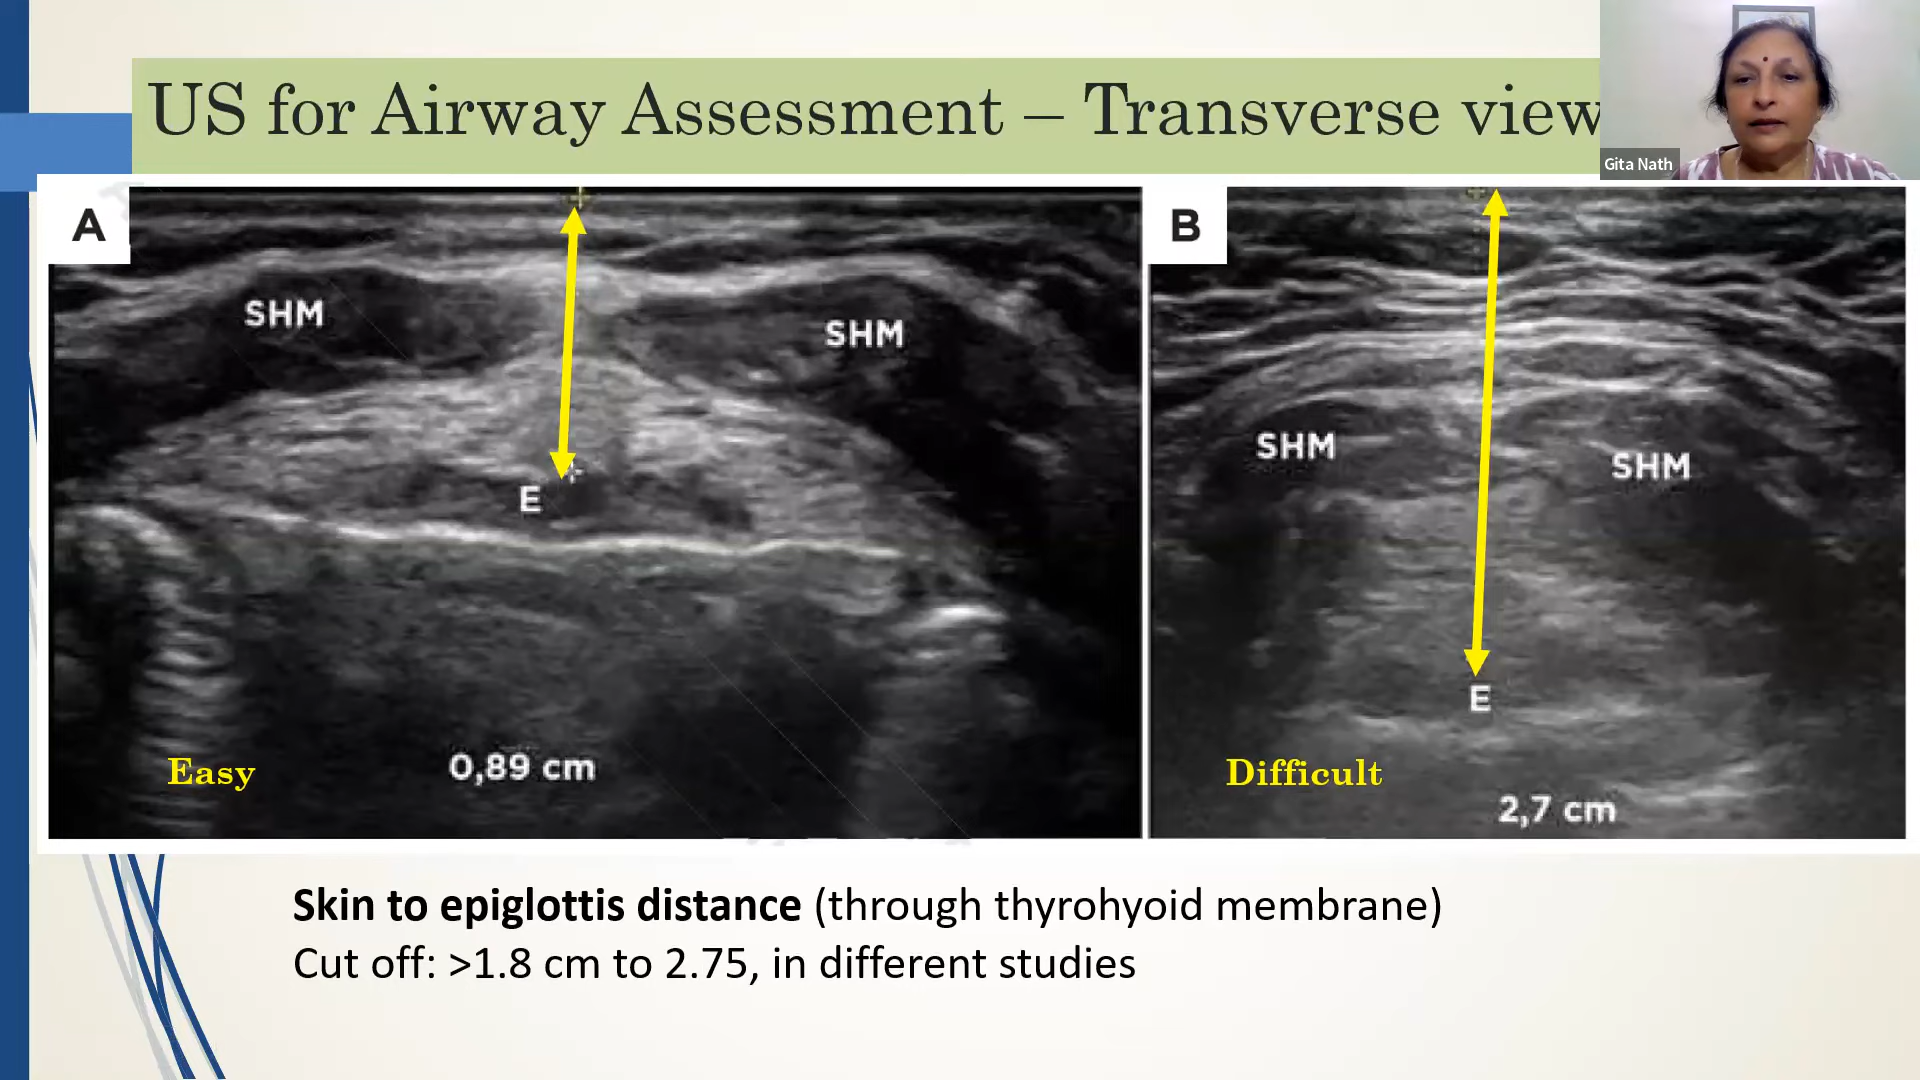 US for Airway Assessment – Transverse view
Gita Nath
A
B
SHM
SHM
SHM
SHM
E
E
Easy
0,89 cm
Difficult
2,7 cm
Skin to epiglottis distance (through thyrohyoid membrane)
Cut off: >1.8 cm to 2.75, in different studies